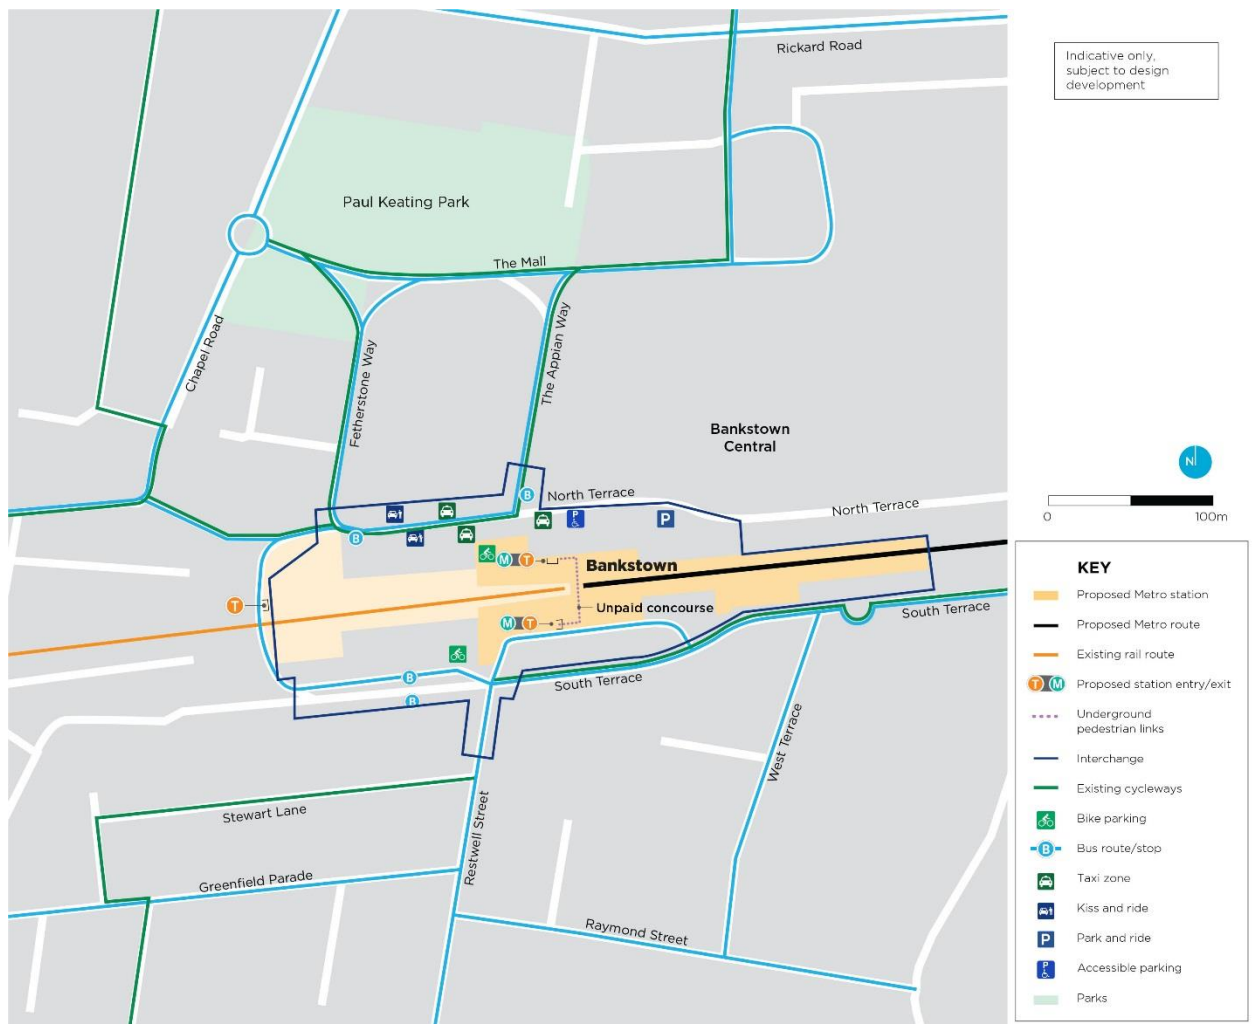 Rickard Road
Indicative only,
subject to design
development
Paul Keating Park
The Mall
Chapel Road
Fetherstone Way
The Appian Way
Bankstown
Central
N
0
100m
North Terrace
North Terrace
P
P
B
B
M T
Bankstown
T
Unpaid concourse
M T
South Terrace
B
South Terrace
B
West Terrace
Stewart Lane
Restwell Street
Greenfield Parade
Raymond Street
KEY
Proposed Metro station
Proposed Metro route
Existing rail route
T M Proposed station entry/exit
Underground
pedestrian links
Interchange
Existing cycleways
Bike parking
B Bus route/stop
Taxi zone
Kiss and ride
P Park and ride
P Accessible parking
Parks